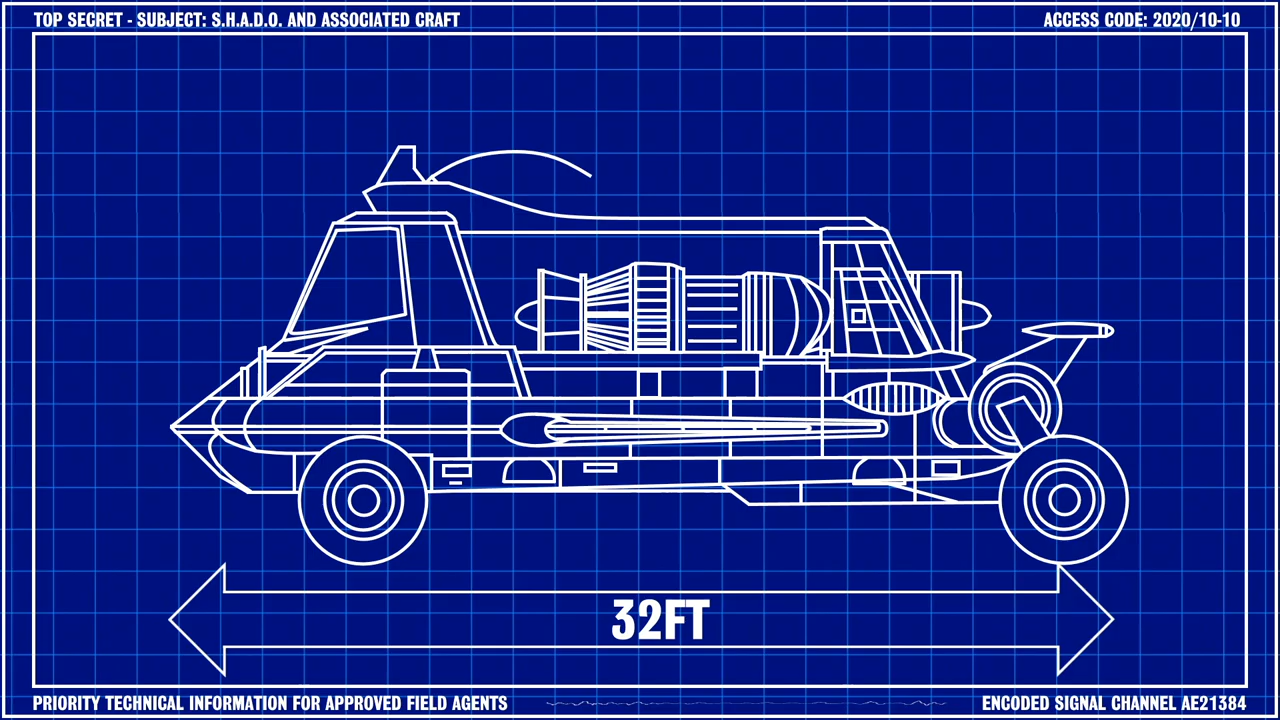 TOP SECRET - SUBJECT: S.H.A.D.O. AND ASSOCIATED CRAFT
ACCESS CODE: 2020/10-10
32FT
PRIORITY TECHNICAL INFORMATION FOR APPROVED FIELD AGENTS
ENCODED SIGNAL CHANNEL AE21384